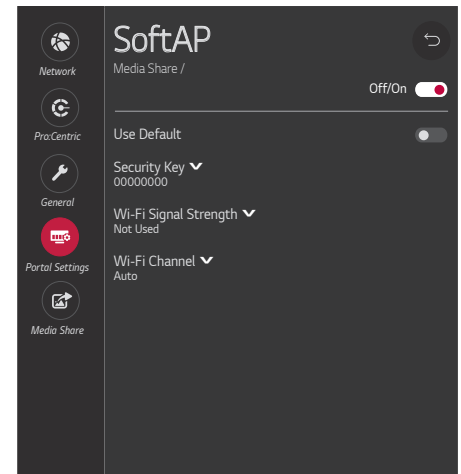 SoftAP
Media Share /
Off/On
Use Default
Security Key
00000000
Wi-Fi Signal Strength
Not Used
Wi-Fi Channel
Auto
Network
Pro:Centric
General
Portal Settings
Media Share